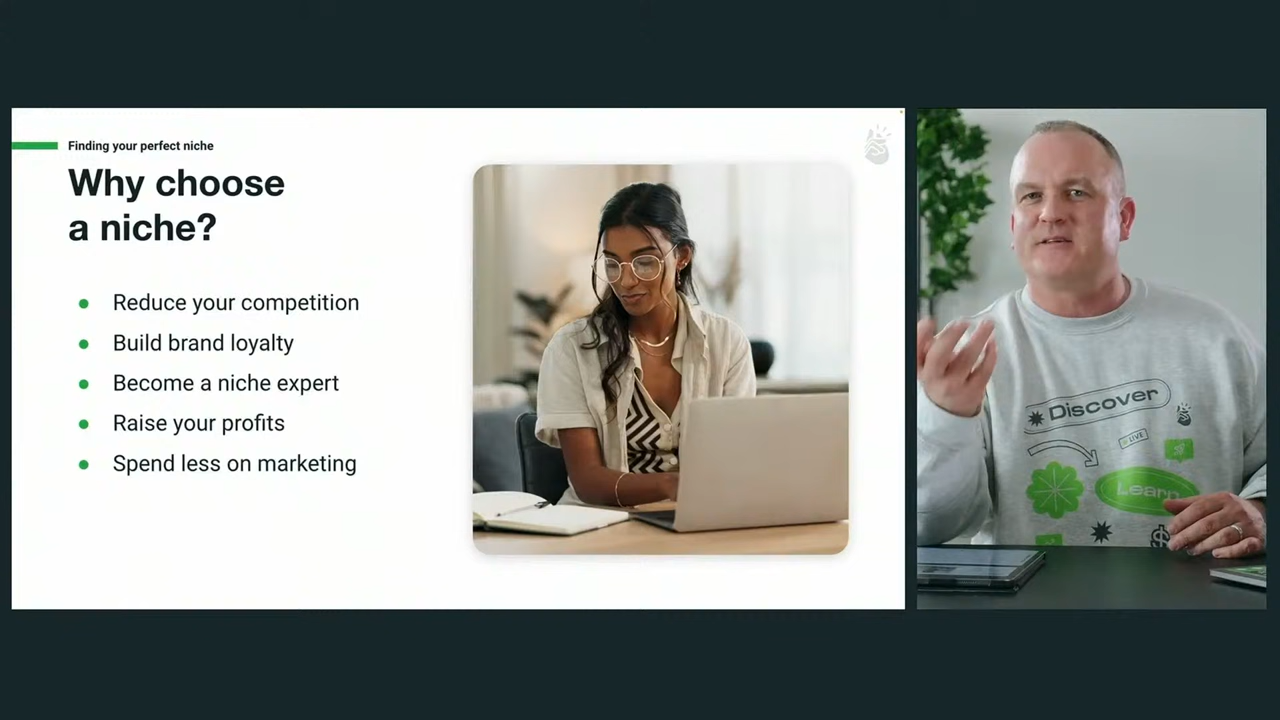 Finding your perfect niche
Why choose
a niche?
Reduce your competition
Build brand loyalty
Become a niche expert
Raise your profits
Spend less on marketing
Discover
LIVE
Learn
$